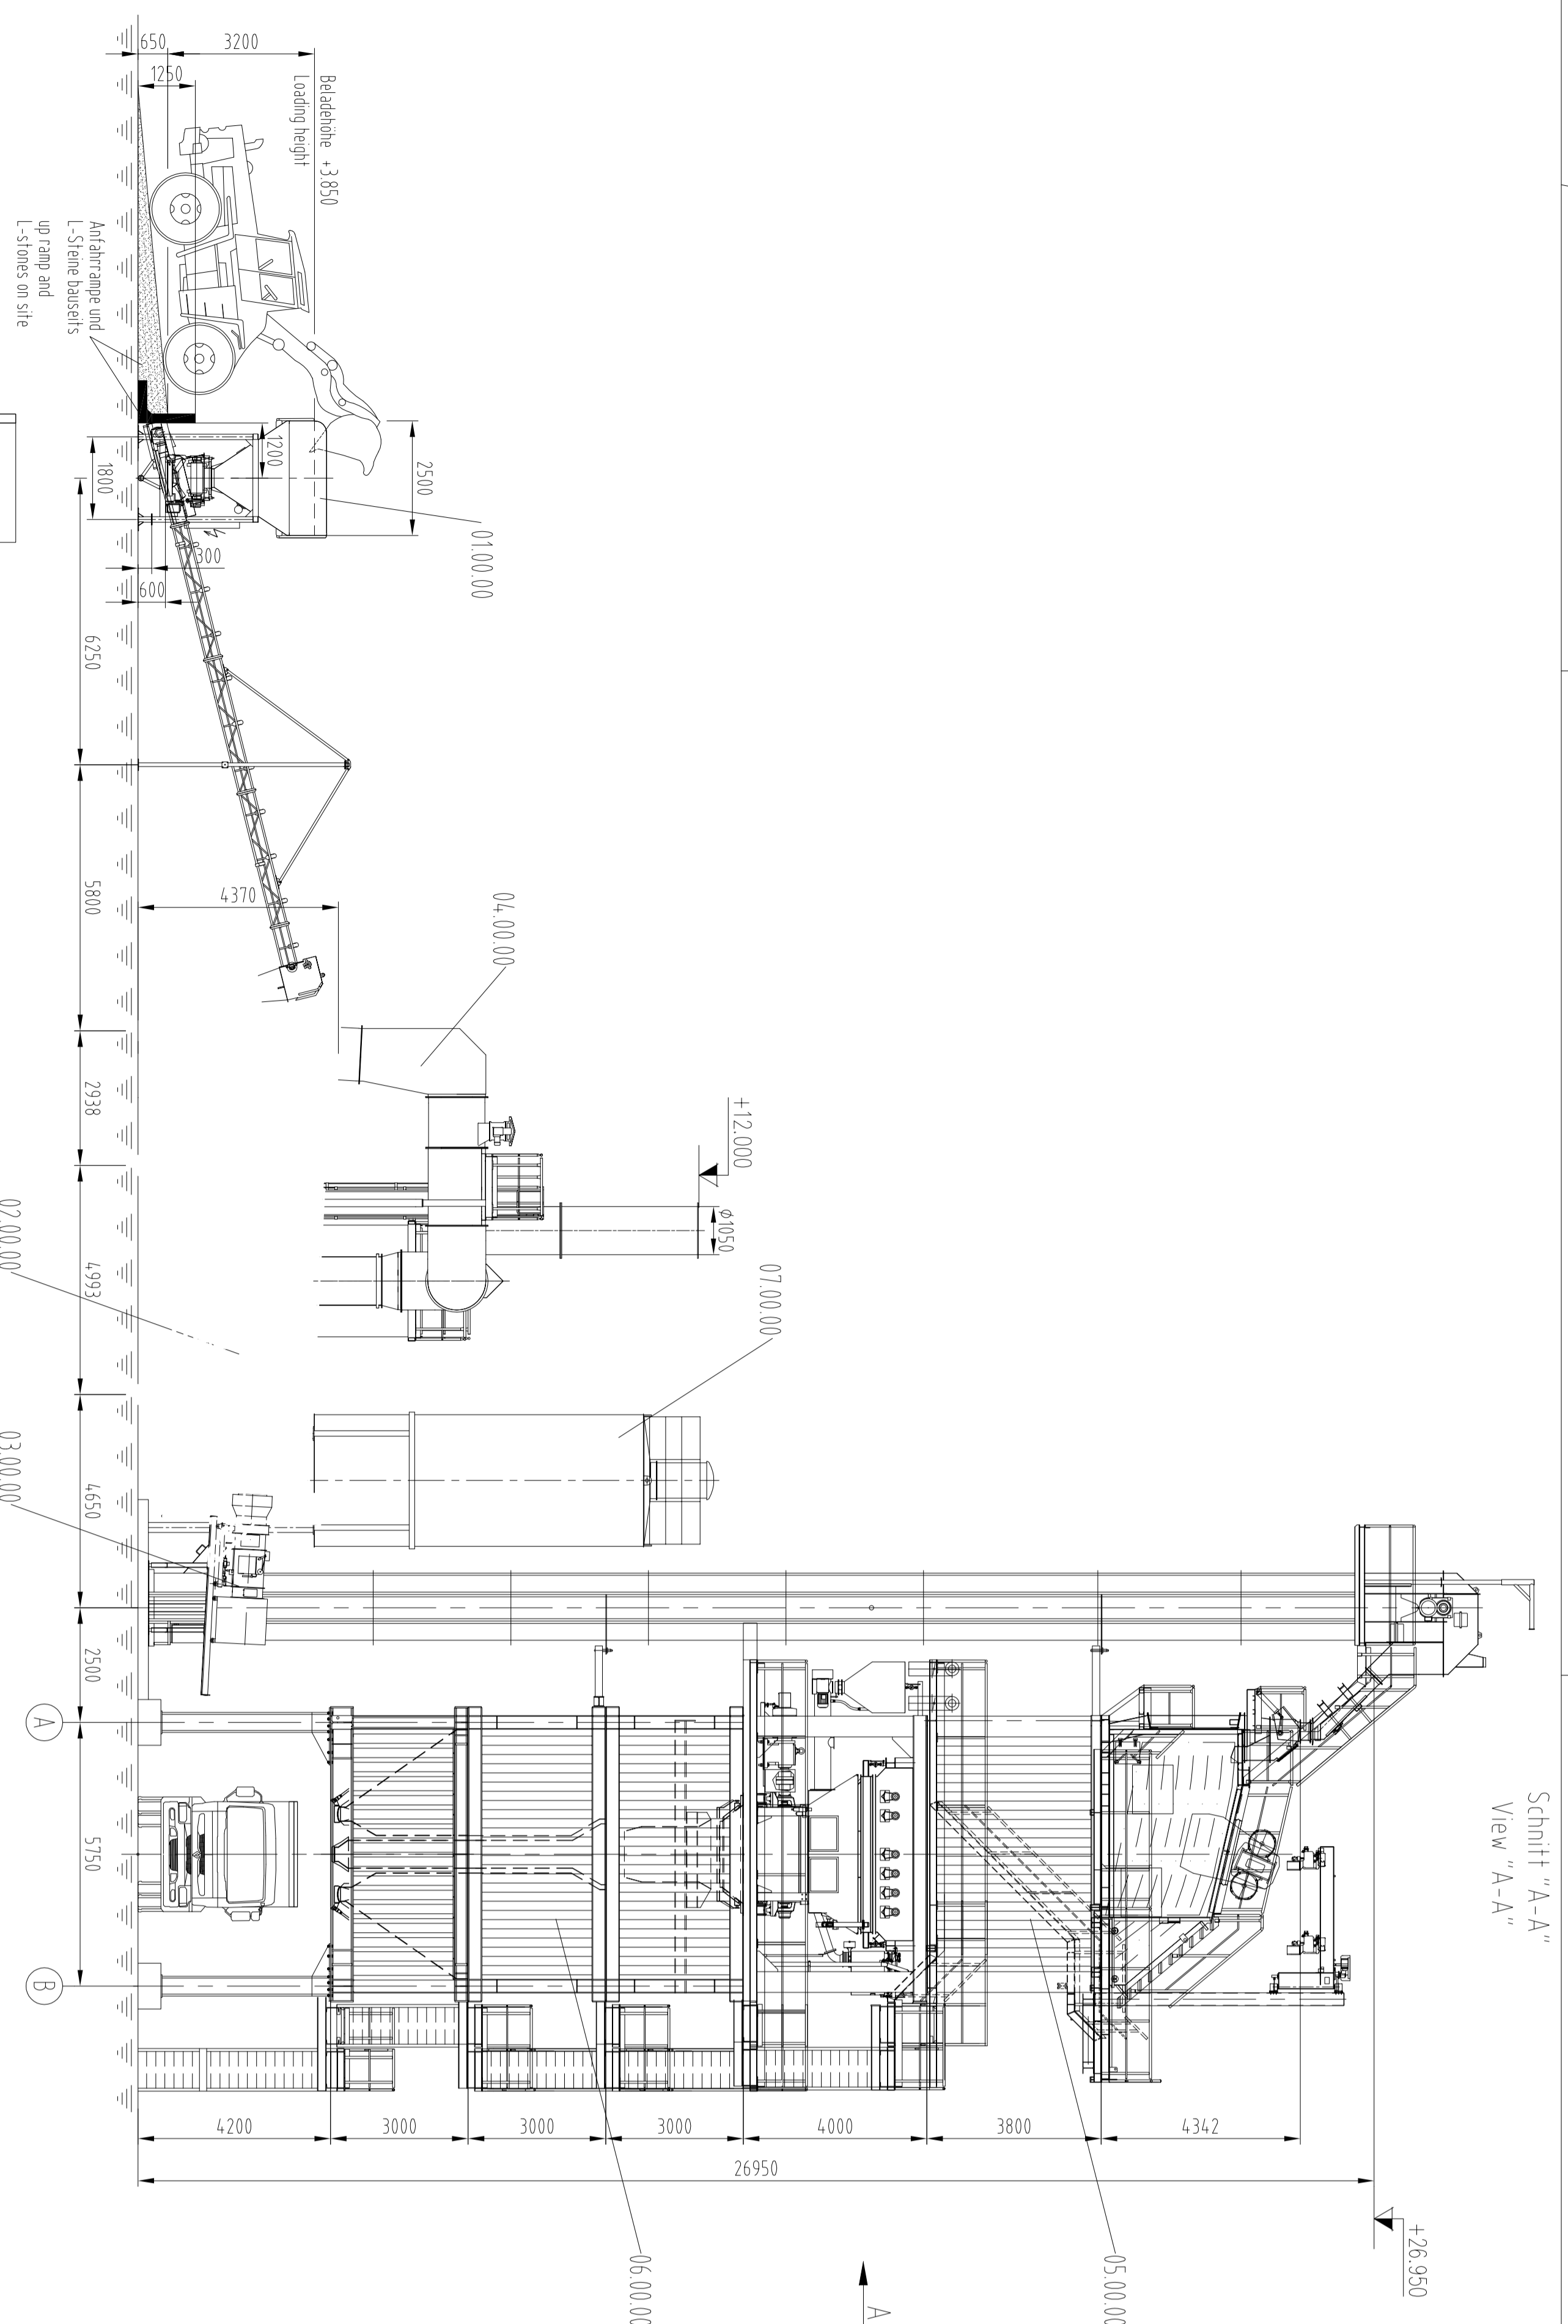 Schnitt "A-A"
View "A-A"
+26.950
05.00.00
A
06.00.00
26950
4200
3000
3000
3000
4000
3800
4342
Beladehöhe +3.850
Loading height
3200
650
1250
2500
01.00.00
1200
1800
300
600
Anfahrrampe und
L-Steine bauseits
up ramp and
L-stones on site
04.00.00
4370
+12.000
ϕ1050
07.00.00
6250
5800
2938
4993
4650
2500
5750
A
B
02.00.00
03.00.00